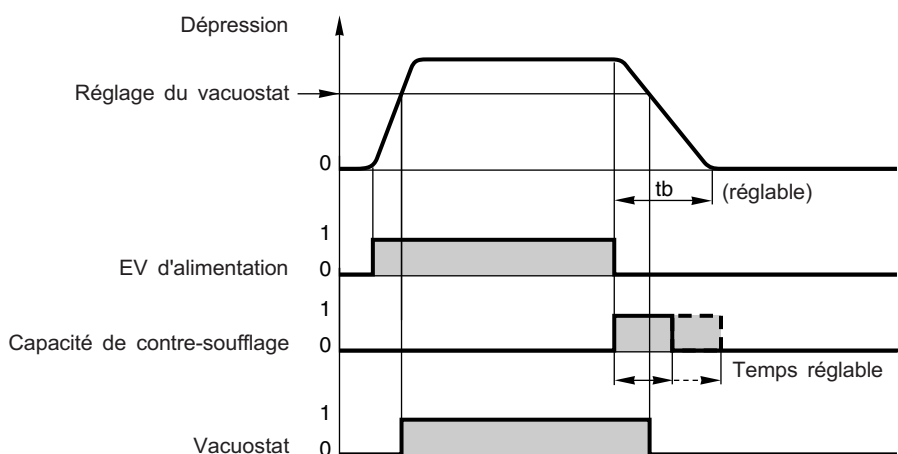 Dépression
Réglage du vacuostat
0
tb
(réglable)
1
EV d'alimentation
0
1
Capacité de contre-soufflage
0
Temps réglable
1
Vacuostat
0